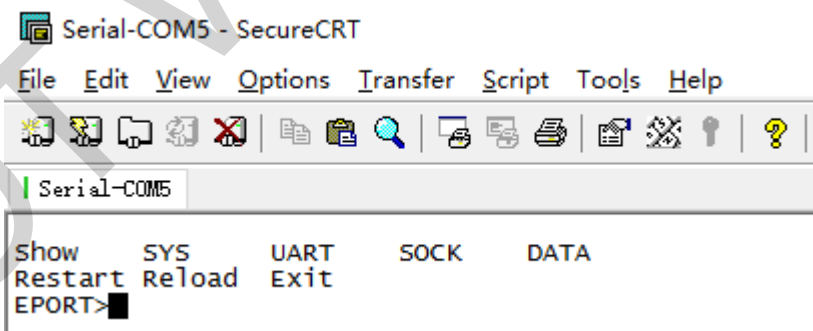 Serial-COM5 - SecureCRT
File Edit View Options Transfer Script Tools Help
Serial-COM5
Show SYS UART SOCK DATA
Restart Reload Exit
EPORT>